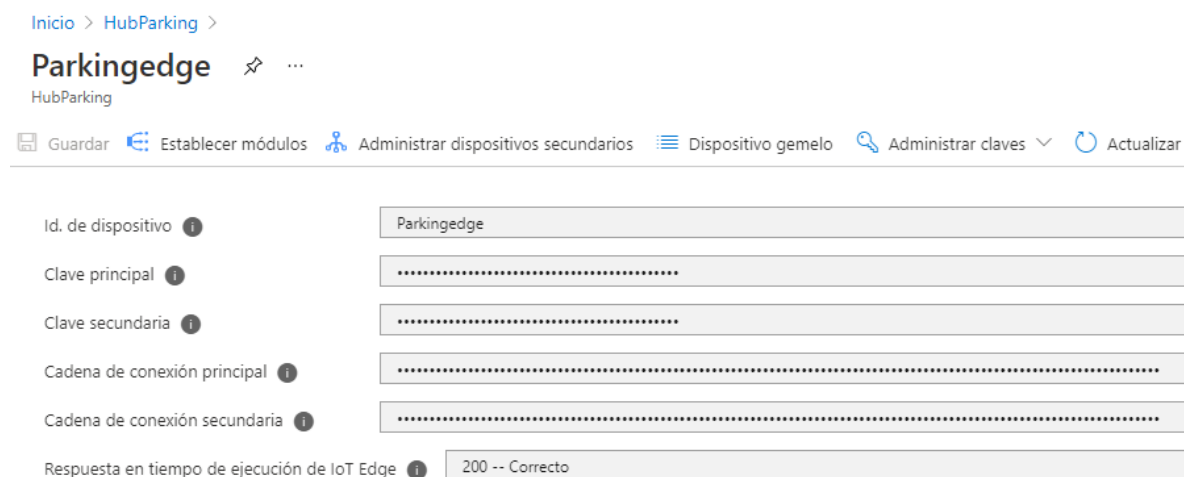 Inicio > HubParking >
Parkingedge ...
HubParking
Guardar Establecer módulos Administrar dispositivos secundarios Dispositivo gemelo Administrar claves Actualizar
Id. de dispositivo Parkingedge
Clave principal
Clave secundaria
Cadena de conexión principal
Cadena de conexión secundaria
Respuesta en tiempo de ejecución de IoT Edge 200 -- Correcto